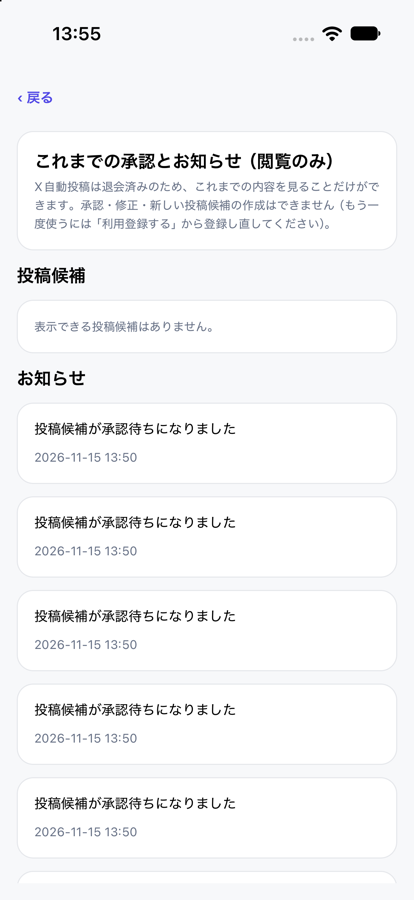 13:55
‹ 戻る
これまでの承認とお知らせ（閲覧のみ）
X 自動投稿は退会済みのため、これまでの内容を見ることだけがで
きます。承認・修正・新しい投稿候補の作成はできません（もう一
度使うには「利用登録する」から登録し直してください）。
投稿候補
表示できる投稿候補はありません。
お知らせ
投稿候補が承認待ちになりました
2026-11-15 13:50
投稿候補が承認待ちになりました
2026-11-15 13:50
投稿候補が承認待ちになりました
2026-11-15 13:50
投稿候補が承認待ちになりました
2026-11-15 13:50
投稿候補が承認待ちになりました
2026-11-15 13:50